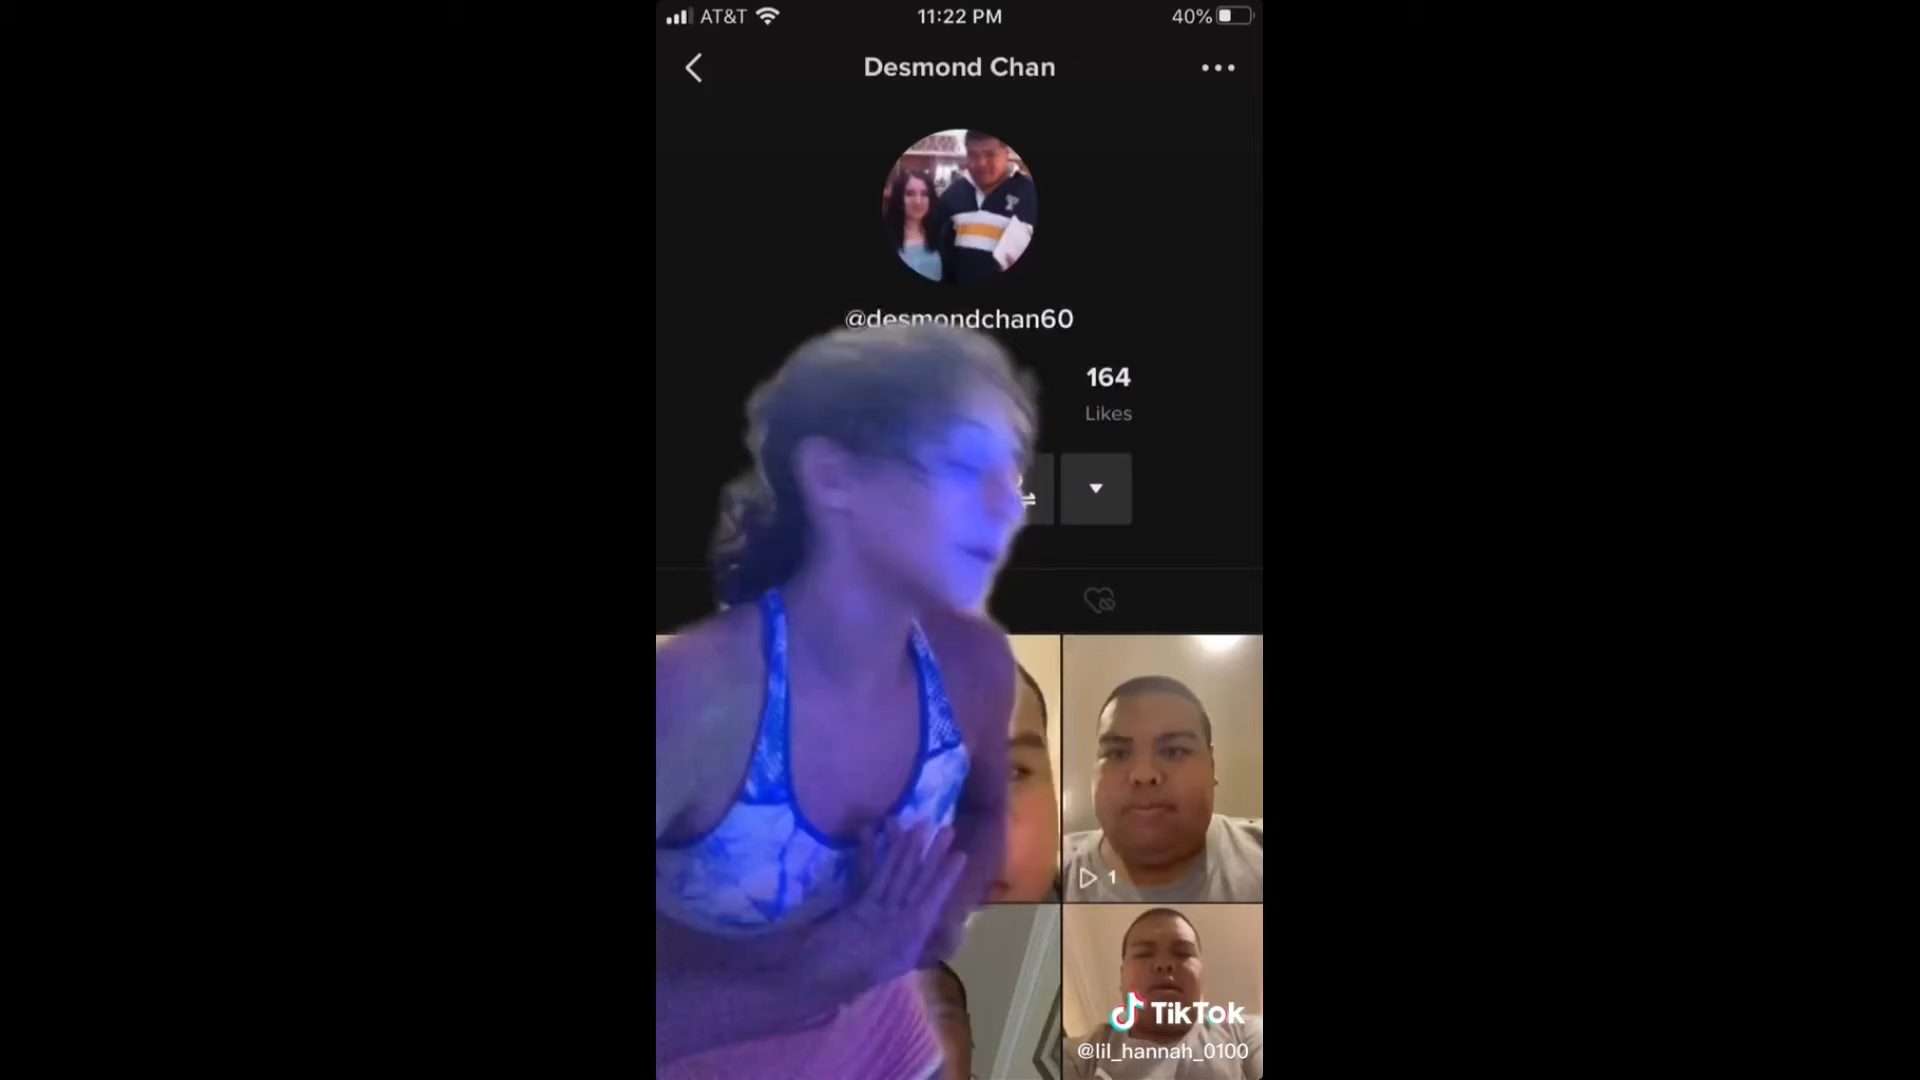 AT&T 11:22 PM 40%
Desmond Chan
@desmondchan60
164
Likes
1
TikTok
@lil_hannah_0100